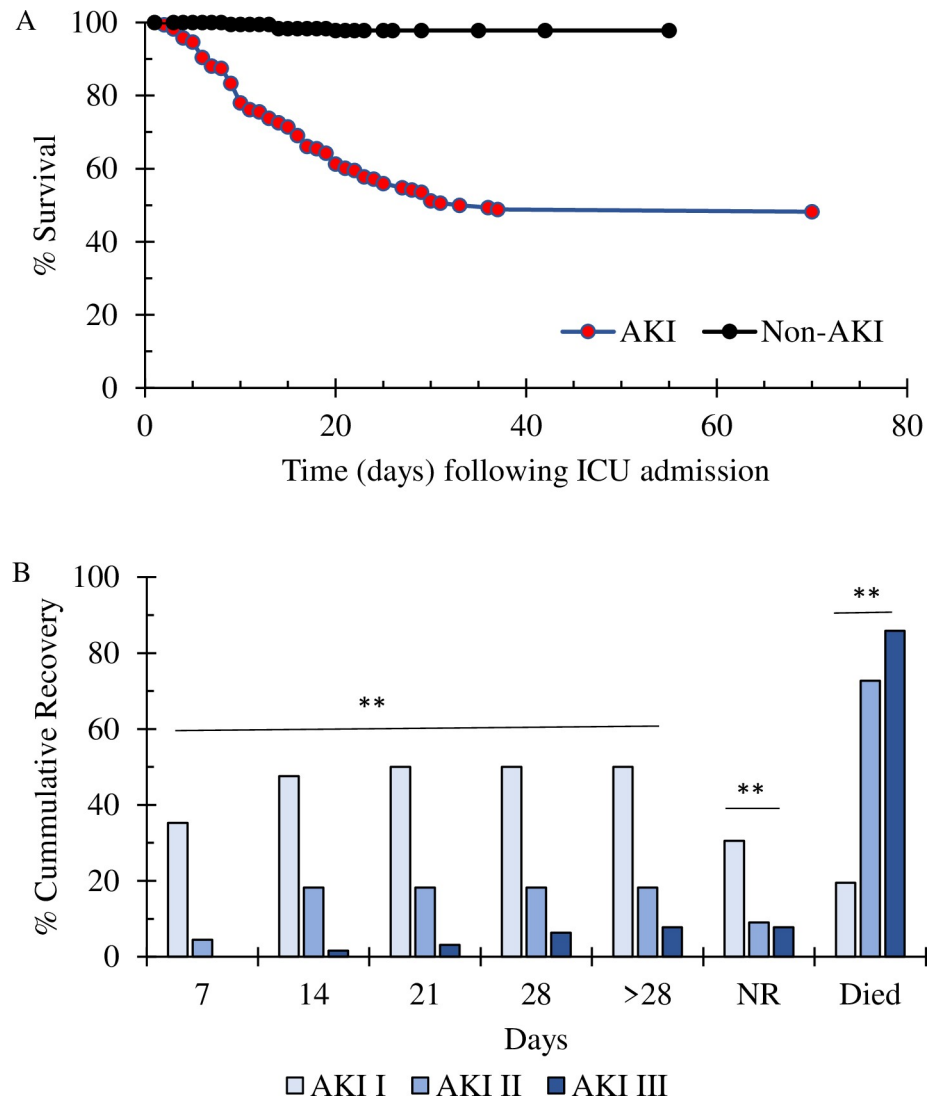 A
100
80
60
40
20
0
% Survival
AKI Non-AKI
0 20 40 60 80
Time (days) following ICU admission
B
100
80
60
40
20
0
% Cummulative Recovery
**
**
**
7 14 21 28 >28 NR Died
Days
AKI I AKI II AKI III